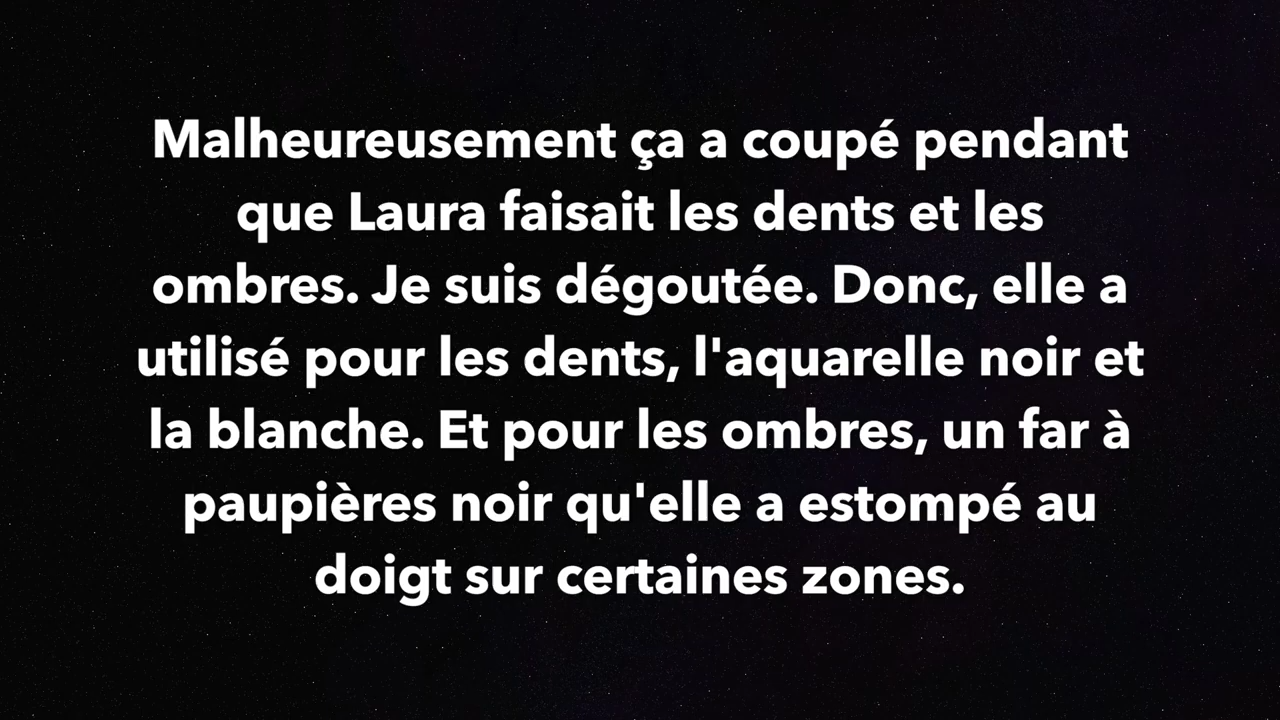 Malheureusement ça a coupé pendant
que Laura faisait les dents et les
ombres. Je suis dégoutée. Donc, elle a
utilisé pour les dents, l'aquarelle noir et
la blanche. Et pour les ombres, un far à
paupières noir qu'elle a estompé au
doigt sur certaines zones.